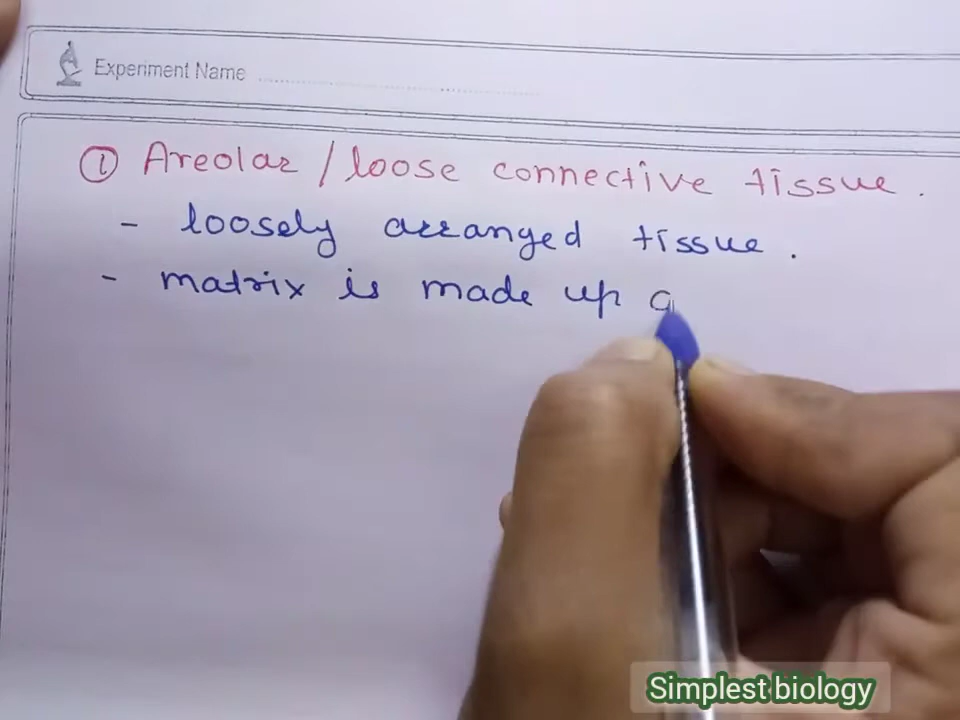 Experiment Name
1 Areolar / loose connective tissue.
- loosely arranged tissue.
- matrix is made up
Simplest biology